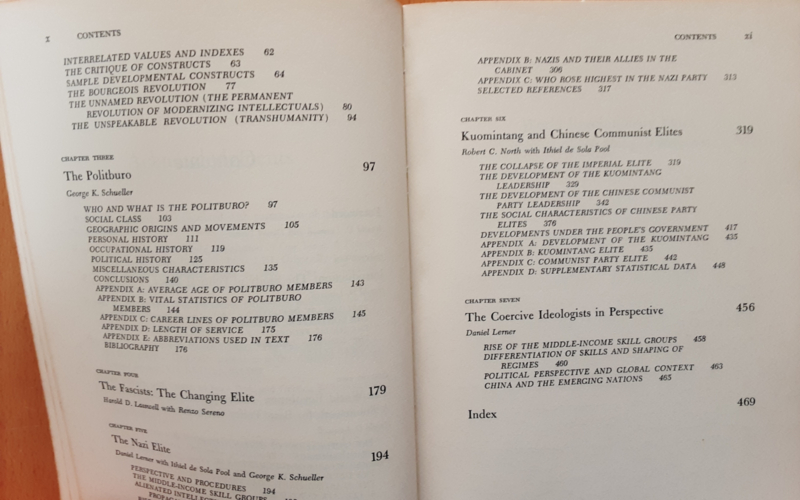 x CONTENTS
INTERRELATED VALUES AND INDEXES 62
THE CRITIQUE OF CONSTRUCTS 63
SAMPLE DEVELOPMENTAL CONSTRUCTS 64
THE BOURGEOIS REVOLUTION 77
THE UNNAMED REVOLUTION (THE PERMANENT
REVOLUTION OF MODERNIZING INTELLECTUALS) 80
THE UNSPEAKABLE REVOLUTION (TRANSHUMANITY) 94
CHAPTER THREE
The Politburo 97
George K. Schueller
WHO AND WHAT IS THE POLITBURO? 97
SOCIAL CLASS 103
GEOGRAPHIC ORIGINS AND MOVEMENTS 105
PERSONAL HISTORY 111
OCCUPATIONAL HISTORY 119
POLITICAL HISTORY 125
MISCELLANEOUS CHARACTERISTICS 135
CONCLUSIONS 140
APPENDIX A: AVERAGE AGE OF POLITBURO MEMBERS 143
APPENDIX B: VITAL STATISTICS OF POLITBURO
MEMBERS 144
APPENDIX C: CAREER LINES OF POLITBURO MEMBERS 145
APPENDIX D: LENGTH OF SERVICE 175
APPENDIX E: ABBREVIATIONS USED IN TEXT 176
BIBLIOGRAPHY 176
CHAPTER FOUR
The Fascists: The Changing Elite 179
Harold D. Lasswell with Renzo Sereno
CHAPTER FIVE
The Nazi Elite 194
Daniel Lerner with Ithiel de Sola Pool and George K. Schueller
PERSPECTIVE AND PROCEDURES 194
THE MIDDLE-INCOME SKILL GROUPS
ALIENATED
CONTENTS xi
APPENDIX B: NAZIS AND THEIR ALLIES IN THE
CABINET 306
APPENDIX C: WHO ROSE HIGHEST IN THE NAZI PARTY 313
SELECTED REFERENCES 317
CHAPTER SIX
Kuomintang and Chinese Communist Elites 319
Robert C. North with Ithiel de Sola Pool
THE COLLAPSE OF THE IMPERIAL ELITE 319
THE DEVELOPMENT OF THE KUOMINTANG
LEADERSHIP 329
THE DEVELOPMENT OF THE CHINESE COMMUNIST
PARTY LEADERSHIP 342
THE SOCIAL CHARACTERISTICS OF CHINESE PARTY
ELITES 376
DEVELOPMENTS UNDER THE PEOPLE'S GOVERNMENT 417
APPENDIX A: DEVELOPMENT OF THE KUOMINTANG 435
APPENDIX B: KUOMINTANG ELITE 435
APPENDIX C: COMMUNIST PARTY ELITE 442
APPENDIX D: SUPPLEMENTARY STATISTICAL DATA 448
CHAPTER SEVEN
The Coercive Ideologists in Perspective 456
Daniel Lerner
RISE OF THE MIDDLE-INCOME SKILL GROUPS 458
DIFFERENTIATION OF SKILLS AND SHAPING OF
REGIMES 460
POLITICAL PERSPECTIVE AND GLOBAL CONTEXT 463
CHINA AND THE EMERGING NATIONS 465
Index 469